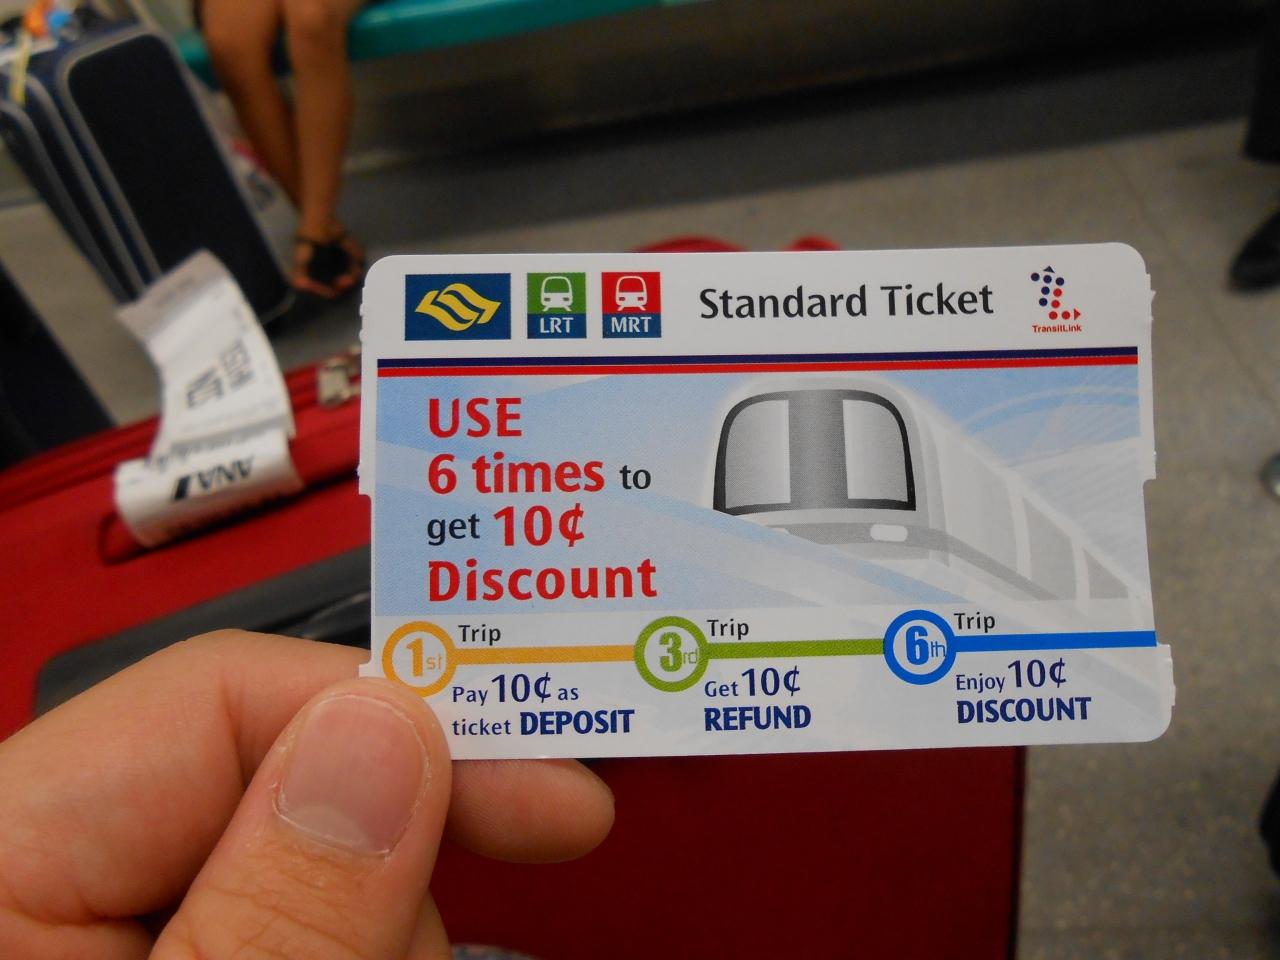 LRT
MRT
Standard Ticket
TransitLink
USE
6 times to
get 10¢
Discount
1st Trip
Pay 10¢ as
ticket DEPOSIT
3rd Trip
Get 10¢
REFUND
6th Trip
Enjoy 10¢
DISCOUNT
ANA